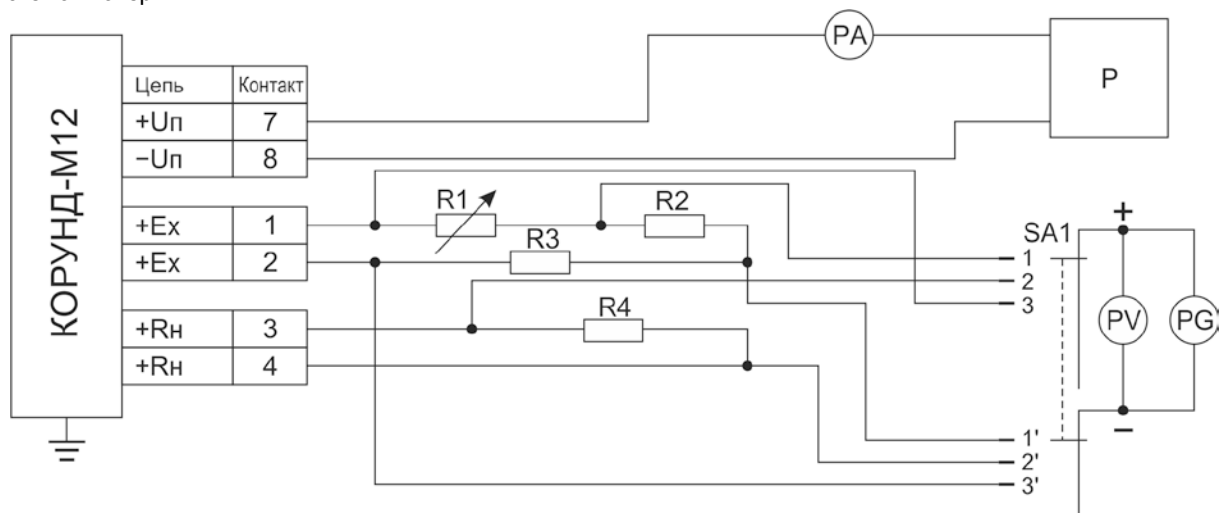 PA
P
КОРУНД-М12
Цепь Контакт
+Uп 7
−Uп 8
+Ex 1
+Ex 2
+Rн 3
+Rн 4
R1
R2
R3
R4
SA1
+
1
2
3
PV
PG
−
1'
2'
3'